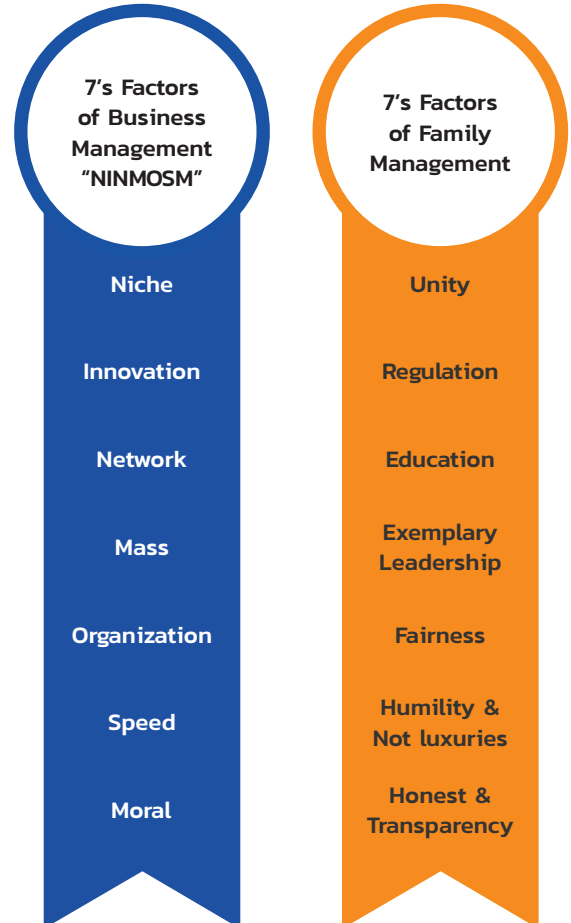 7's Factors
of Business
Management
“NINMOSM”
Niche
Innovation
Network
Mass
Organization
Speed
Moral
7's Factors
of Family
Management
Unity
Regulation
Education
Exemplary
Leadership
Fairness
Humility &
Not luxuries
Honest &
Transparency